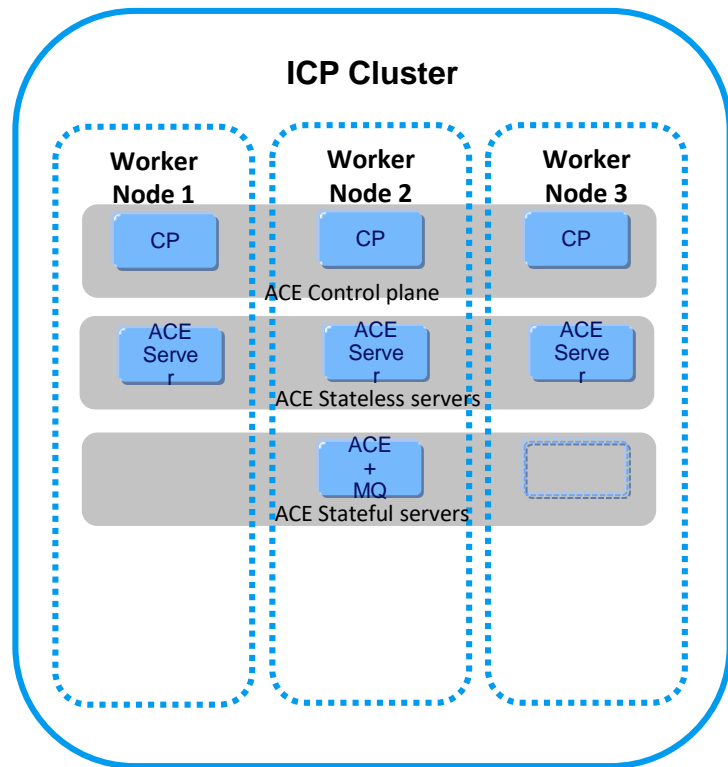 ICP Cluster
Worker
Node 1
Worker
Node 2
Worker
Node 3
CP
CP
CP
ACE Control plane
ACE
Serve
r
ACE
Serve
r
ACE
Serve
r
ACE Stateless servers
ACE
+
MQ
ACE Stateful servers